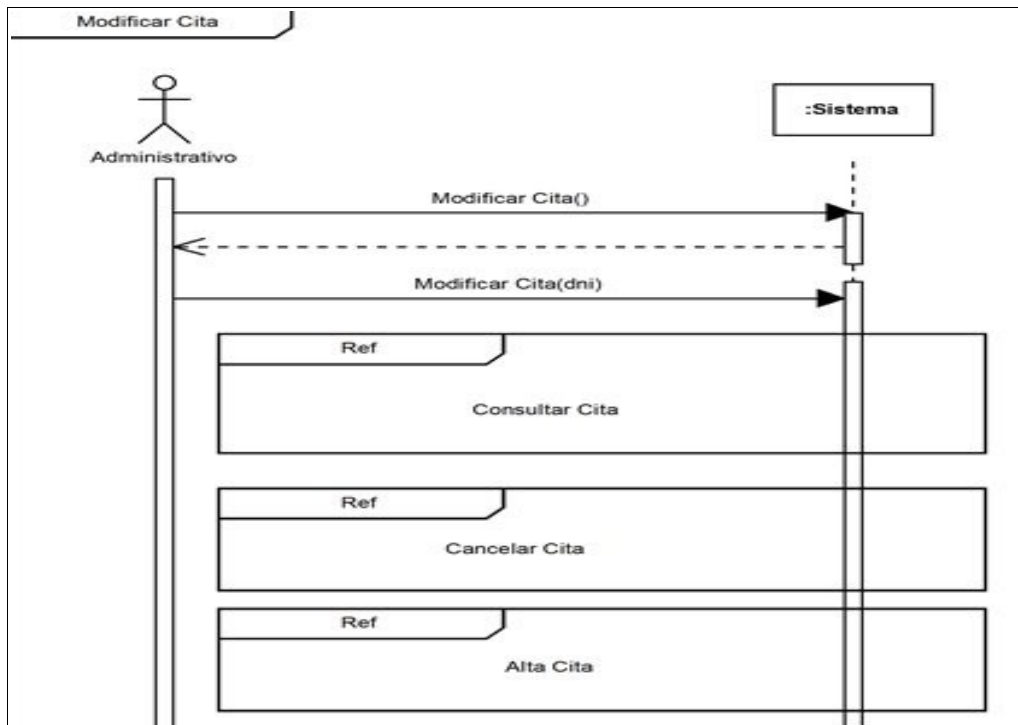 Modificar Cita
:Sistema
Administrativo
Modificar Cita()
Modificar Cita(dni)
Ref
Consultar Cita
Ref
Cancelar Cita
Ref
Alta Cita